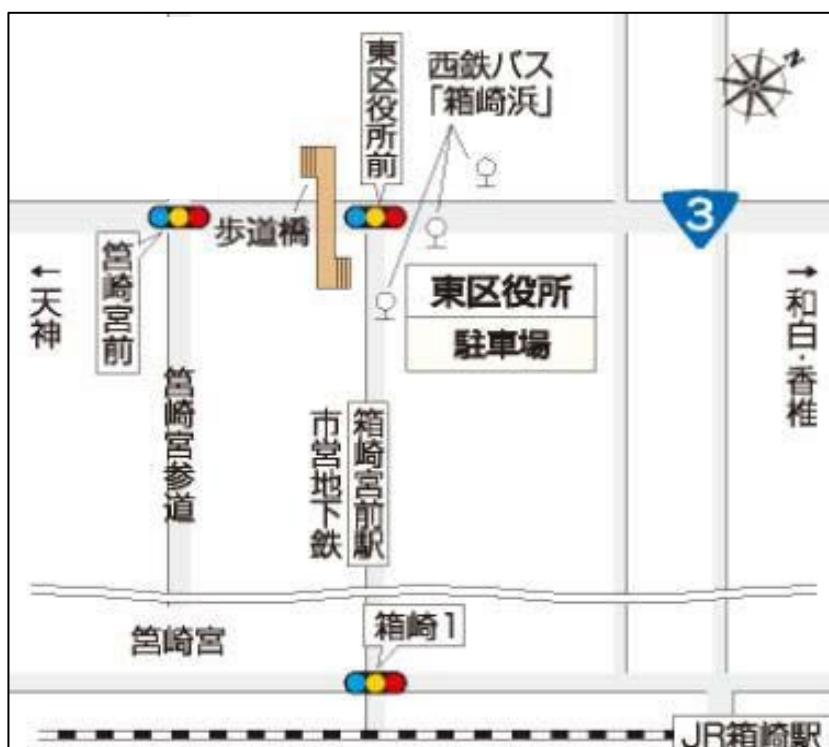 東区役所前
西鉄バス
「箱崎浜」
N
3
歩道橋
筥崎宮前
←天神
東区役所
駐車場
→和白・香椎
筥崎宮参道
市営地下鉄
箱崎宮前駅
筥崎宮
箱崎1
JR箱崎駅